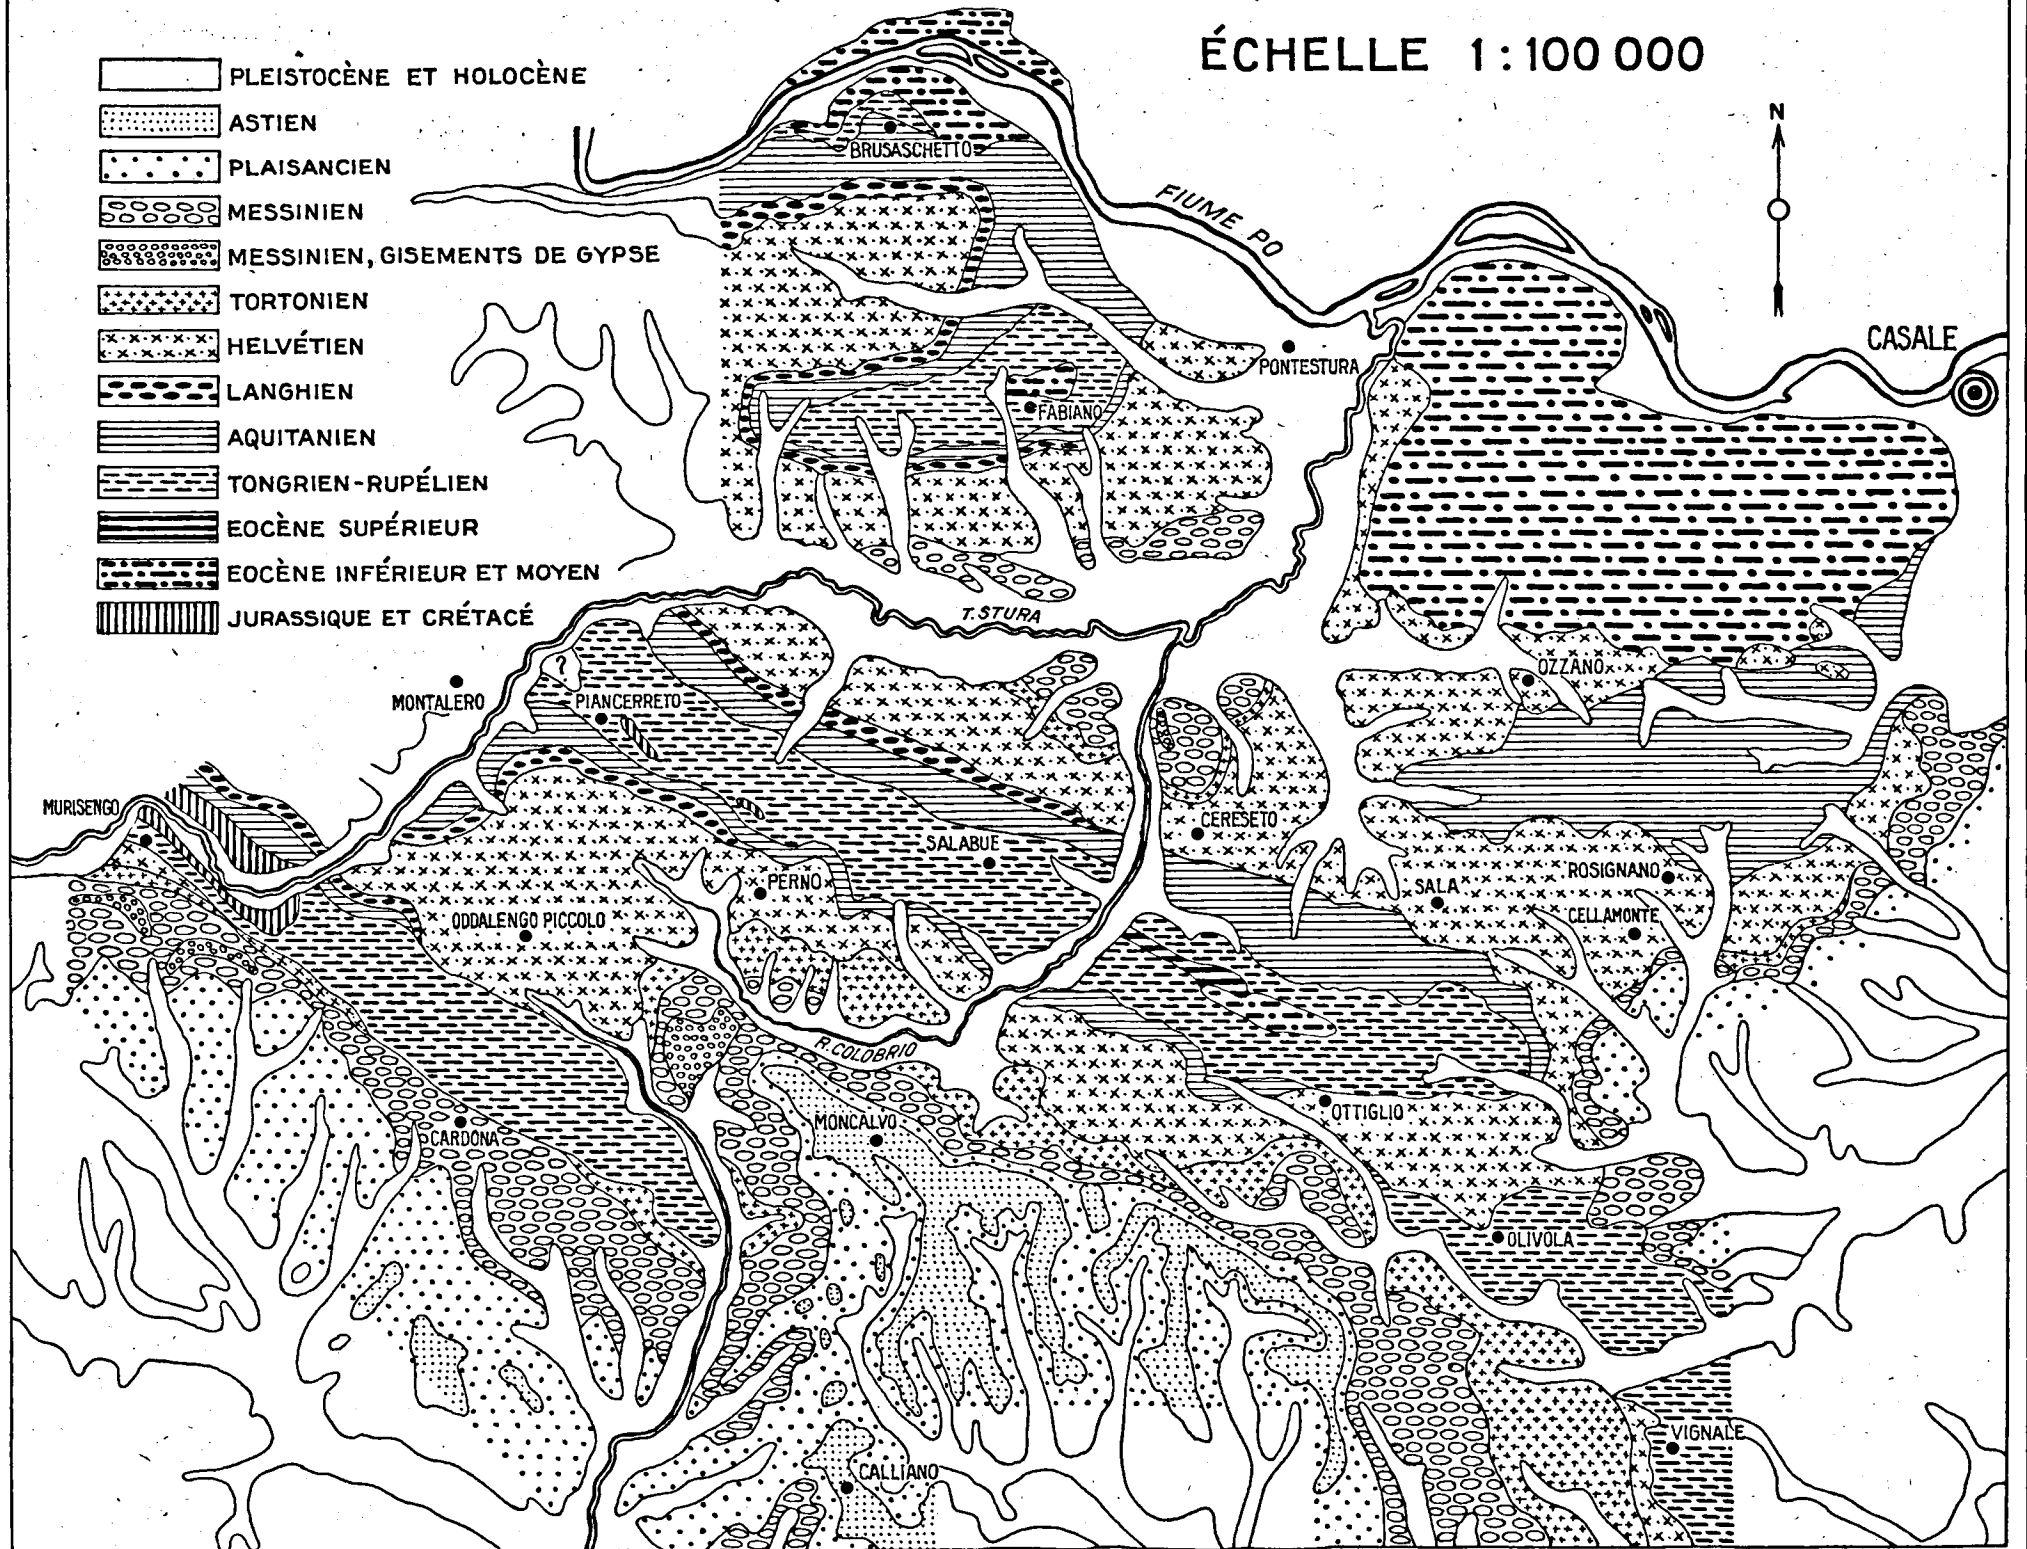 ÉCHELLE 1:100 000
PLEISTOCÈNE ET HOLOCÈNE
ASTIEN
PLAISANCIEN
MESSINIEN
MESSINIEN, GISEMENTS DE GYPSE
TORTONIEN
HELVÉTIEN
LANGHIEN
AQUITANIEN
TONGRIEN-RUPÉLIEN
EOCÈNE SUPÉRIEUR
EOCÈNE INFÉRIEUR ET MOYEN
JURASSIQUE ET CRÉTACÉ
N
BRUSASCHETTO
FIUME PO
CASALE
PONTESTURA
FABIANO
T. STURA
?
OZZANO
MONTALERO
PIANCERRETO
MURISENGO
CERESETO
SALABUE
ROSIGNANO
PERNO
SALA
ODDALENGO PICCOLO
CELLAMONTE
R. COLOBRIO
MONCALVO
OTTIGLIO
CARDONA
OLIVOLA
VIGNALE
CALLIANO